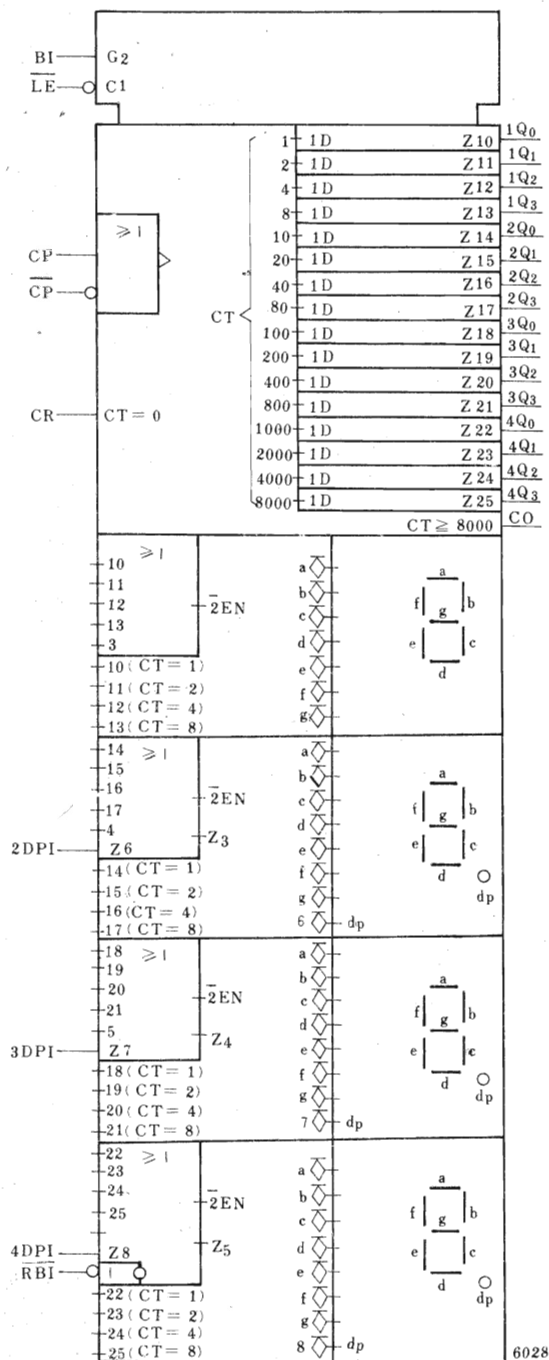 BI G2
LE C1
1 1D Z10 1Q0
2 1D Z11 1Q1
4 1D Z12 1Q2
8 1D Z13 1Q3
≥1 10 1D Z14 2Q0
CP 20 1D Z15 2Q1
CP 40 1D Z16 2Q2
80 1D Z17 2Q3
CT
100 1D Z18 3Q0
200 1D Z19 3Q1
400 1D Z20 3Q2
CR CT=0 800 1D Z21 3Q3
1000 1D Z22 4Q0
2000 1D Z23 4Q1
4000 1D Z24 4Q2
8000 1D Z25 4Q3
CT≧8000 CO
≥1
10
11
12
13
3
2EN
10(CT=1)
11(CT=2)
12(CT=4)
13(CT=8)
a
b
c
d
e
f
g
a
f b
g
e c
d
14 ≥1
15
16
17
4
2EN
Z3
2DPI Z6
14(CT=1)
15(CT=2)
16(CT=4)
17(CT=8)
a
b
c
d
e
f
g
6 dp
a
f b
g
e c
d
dp
18 ≥1
19
20
21
5
2EN
Z4
3DPI Z7
18(CT=1)
19(CT=2)
20(CT=4)
21(CT=8)
a
b
c
d
e
f
g
7 dp
a
f b
g
e c
d
dp
22 ≥1
23
24
25
2EN
Z5
4DPI Z8
RBI 1
22(CT=1)
23(CT=2)
24(CT=4)
25(CT=8)
a
b
c
d
e
f
g
8 dp
a
f b
g
e c
d
dp
6028